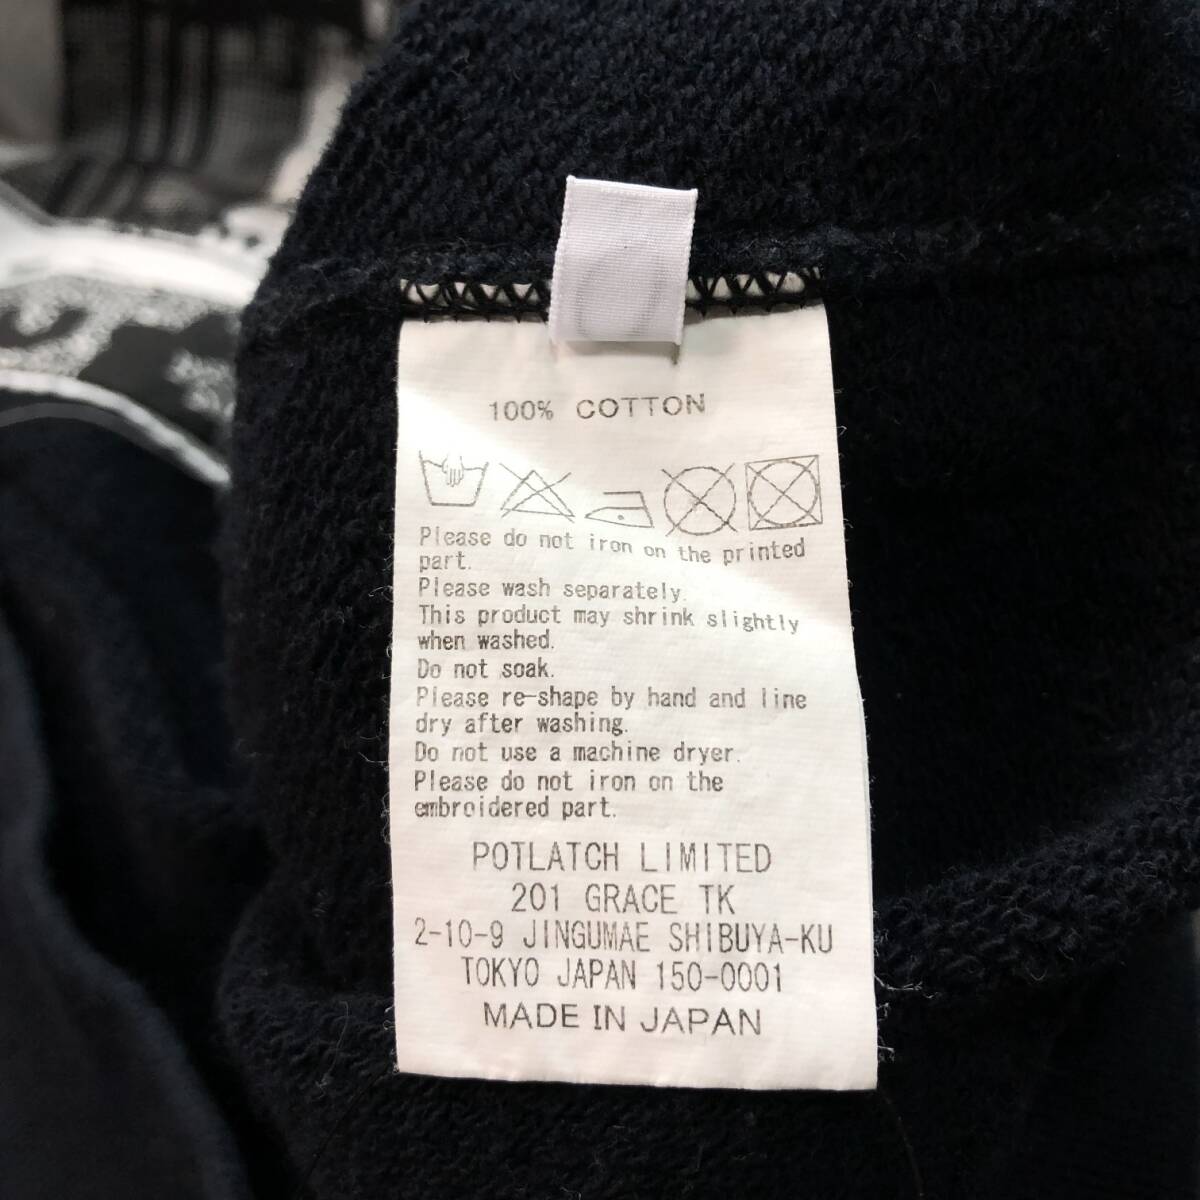 100% COTTON
Please do not iron on the printed
part.
Please wash separately.
This product may shrink slightly
when washed.
Do not soak.
Please re-shape by hand and line
dry after washing.
Do not use a machine dryer.
Please do not iron on the
embroidered part.
POTLATCH LIMITED
201 GRACE TK
2-10-9 JINGUMAE SHIBUYA-KU
TOKYO JAPAN 150-0001
MADE IN JAPAN